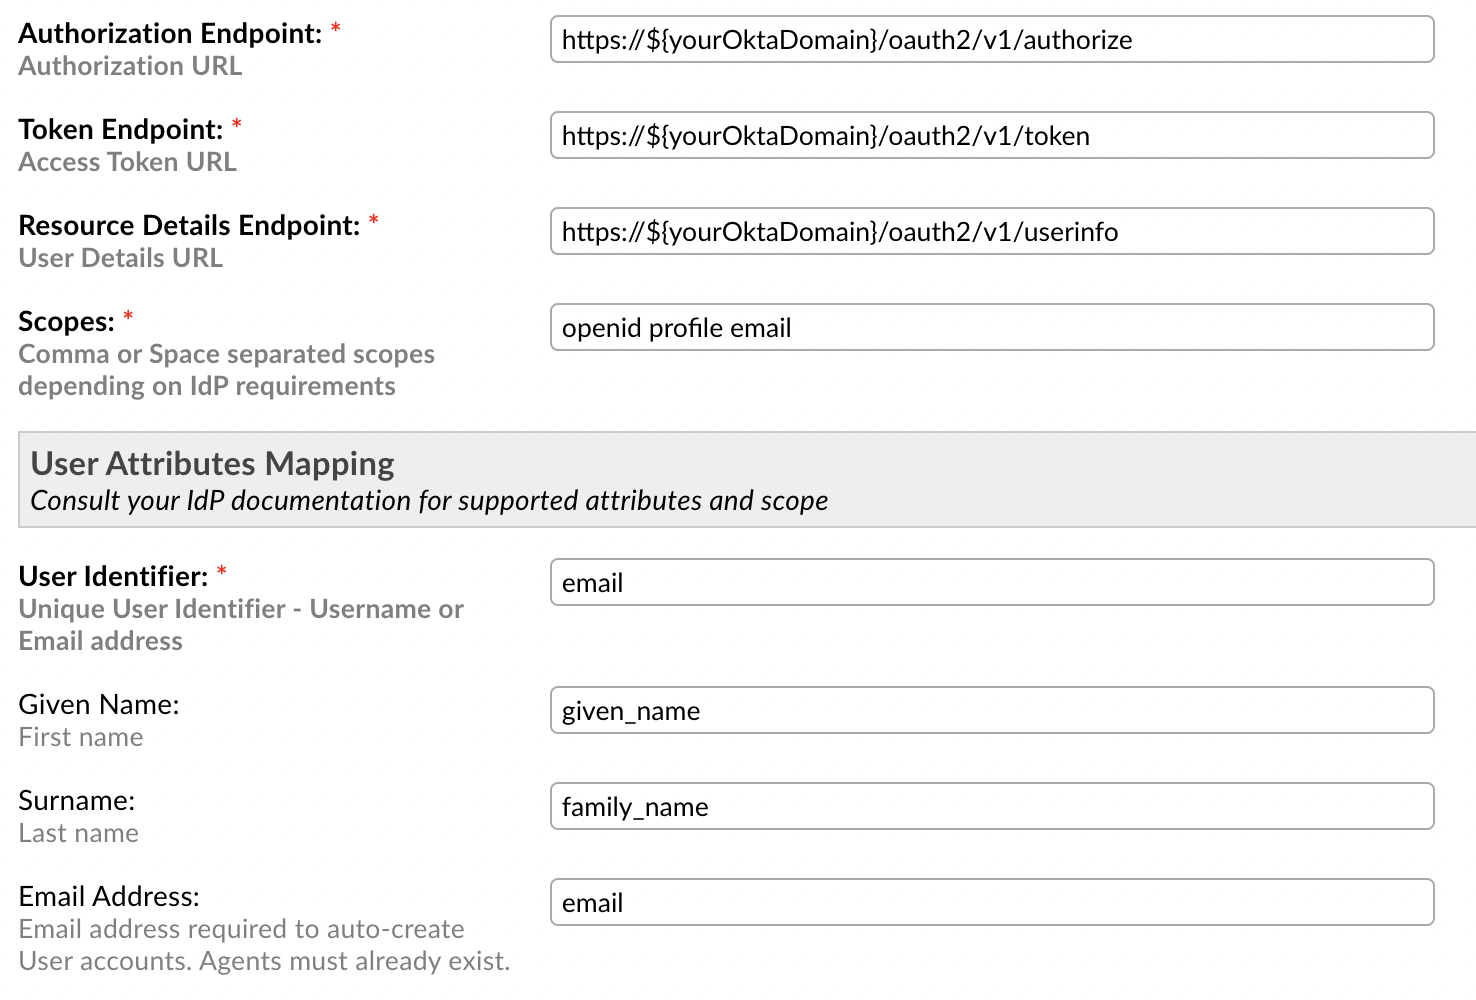 Authorization Endpoint: *
https://${yourOktaDomain}/oauth2/v1/authorize
Authorization URL
Token Endpoint: *
https://${yourOktaDomain}/oauth2/v1/token
Access Token URL
Resource Details Endpoint: *
https://${yourOktaDomain}/oauth2/v1/userinfo
User Details URL
Scopes: *
openid profile email
Comma or Space separated scopes
depending on IdP requirements
User Attributes Mapping
Consult your IdP documentation for supported attributes and scope
User Identifier: *
email
Unique User Identifier - Username or
Email address
Given Name:
given_name
First name
Surname:
family_name
Last name
Email Address:
email
Email address required to auto-create
User accounts. Agents must already exist.